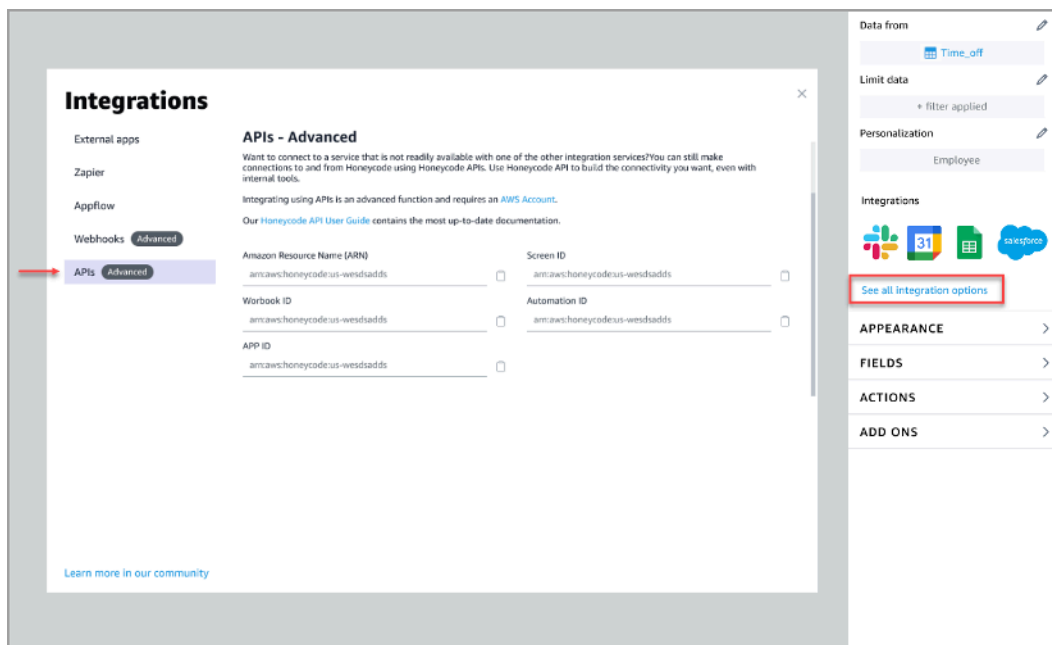 Integrations
External apps
Zapier
Appflow
Webhooks Advanced
APIs Advanced
Learn more in our community
APIs - Advanced
Want to connect to a service that is not readily available with one of the other integration services?You can still make
connections to and from Honeycode using Honeycode APIs. Use Honeycode API to build the connectivity you want, even with
internal tools.
Integrating using APIs is an advanced function and requires an AWS Account.
Our Honeycode API User Guide contains the most up-to-date documentation.
Amazon Resource Name (ARN)
arn:aws:honeycode:us-wesdsadds
Screen ID
arn:aws:honeycode:us-wesdsadds
Worbook ID
arn:aws:honeycode:us-wesdsadds
Automation ID
arn:aws:honeycode:us-wesdsadds
APP ID
arn:aws:honeycode:us-wesdsadds
Data from
Time_off
Limit data
+ filter applied
Personalization
Employee
Integrations
31
salesforce
See all integration options
APPEARANCE
FIELDS
ACTIONS
ADD ONS